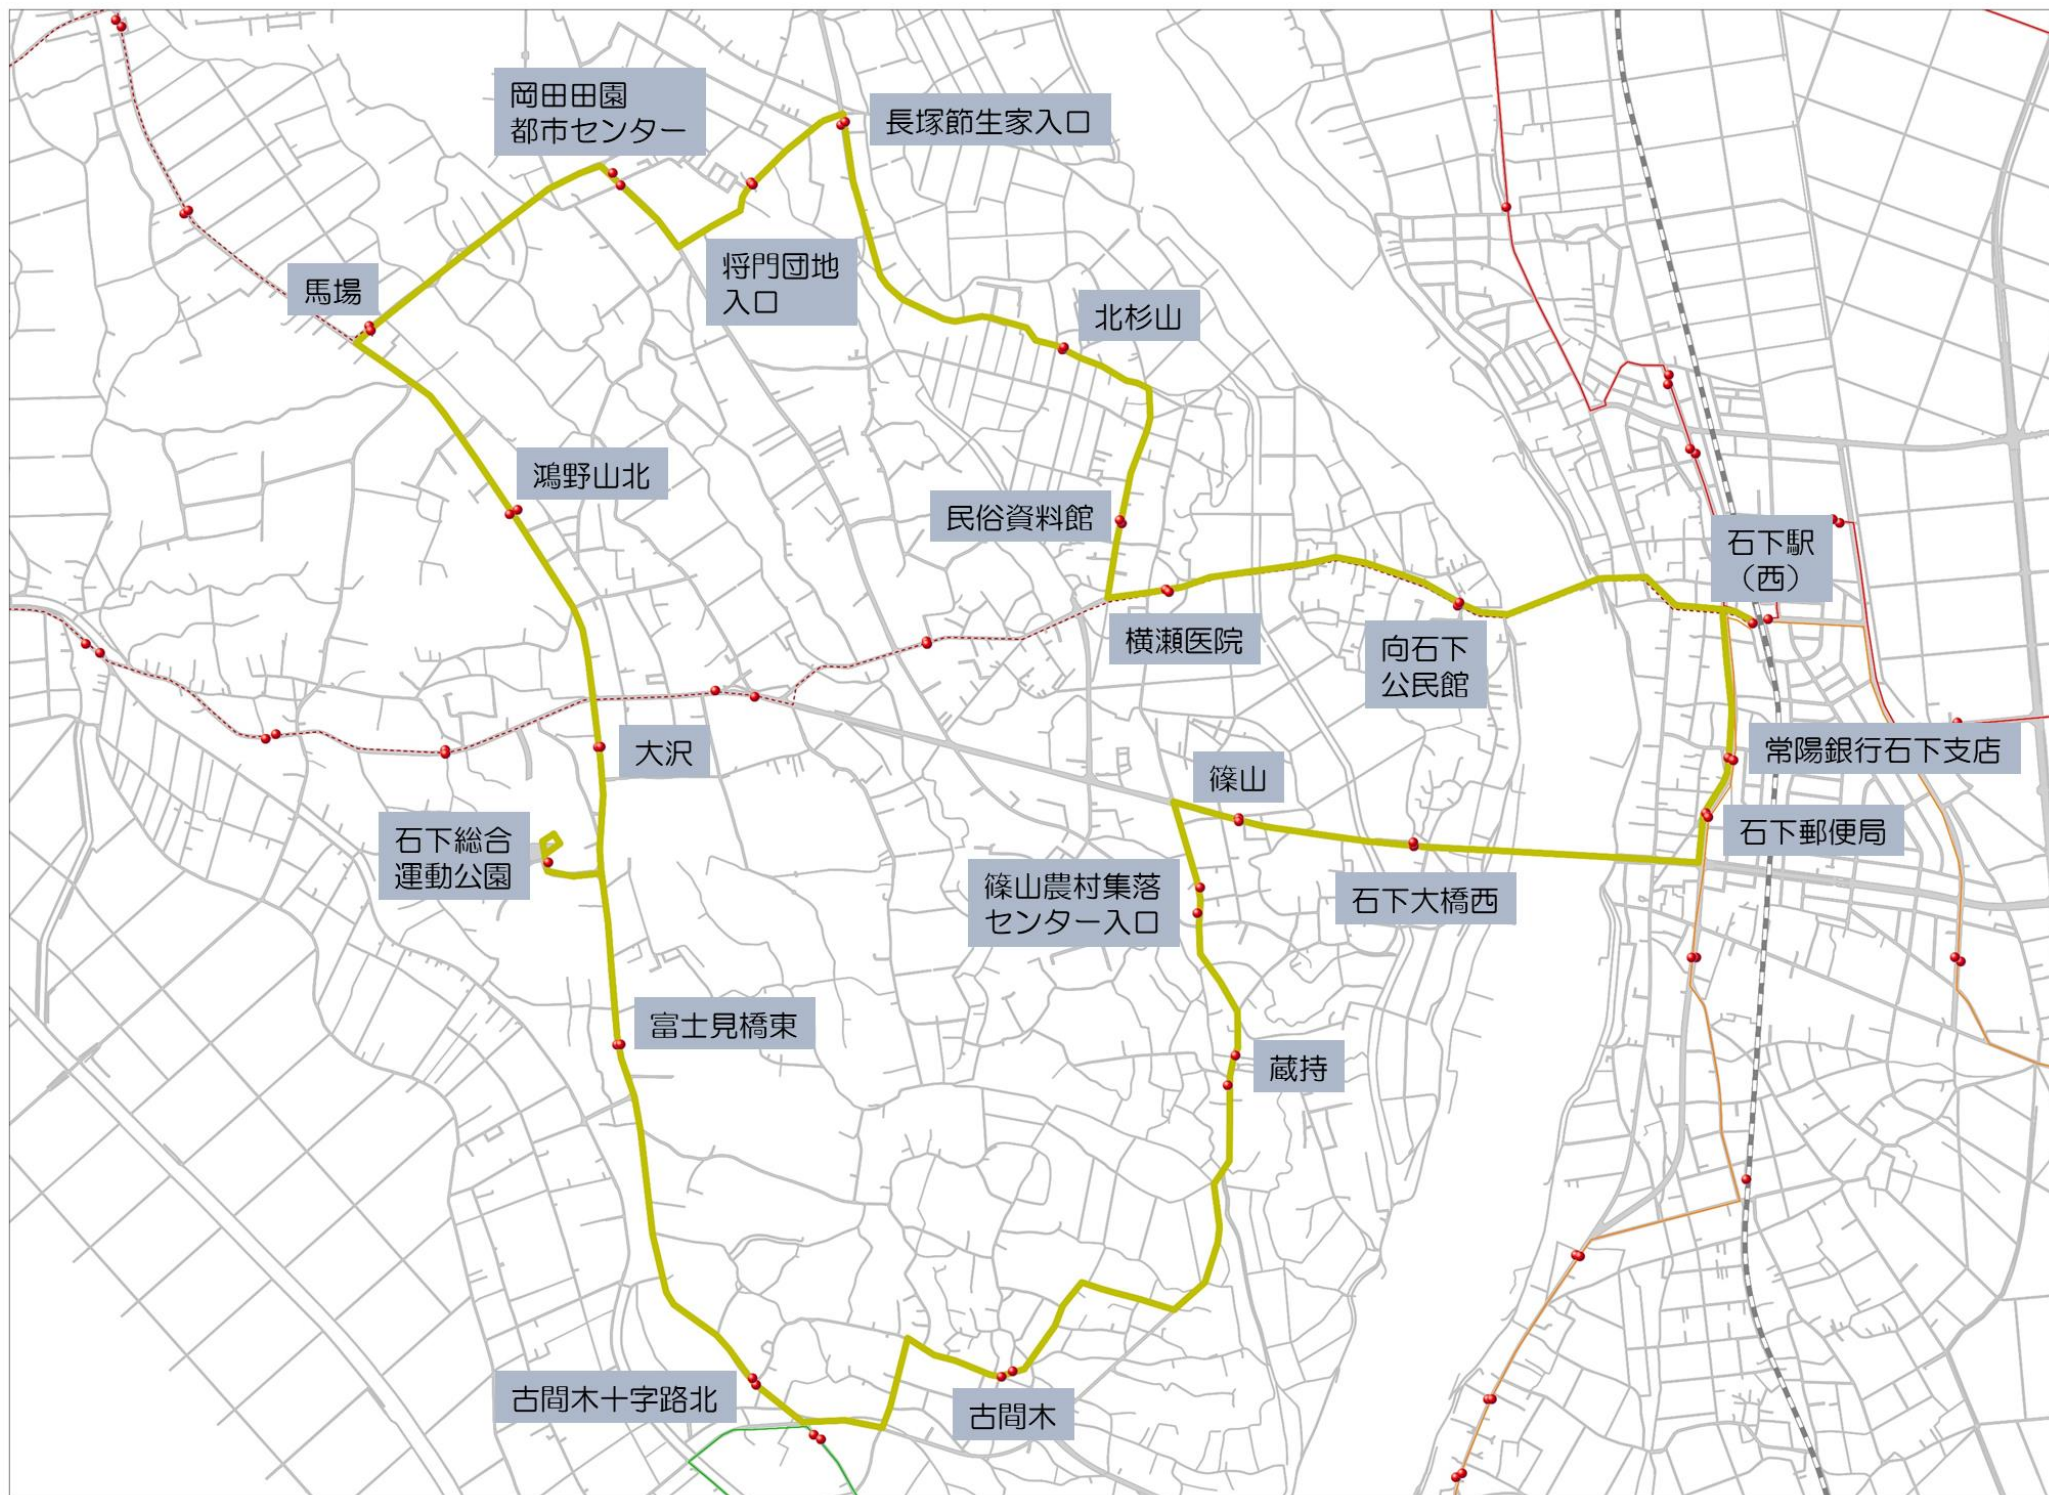 岡田田園
都市センター
長塚節生家入口
将門団地
入口
馬場
北杉山
鴻野山北
民俗資料館
石下駅
（西）
横瀬医院
向石下
公民館
大沢
常陽銀行石下支店
篠山
石下郵便局
石下総合
運動公園
篠山農村集落
センター入口
石下大橋西
富士見橋東
蔵持
古間木十字路北
古間木